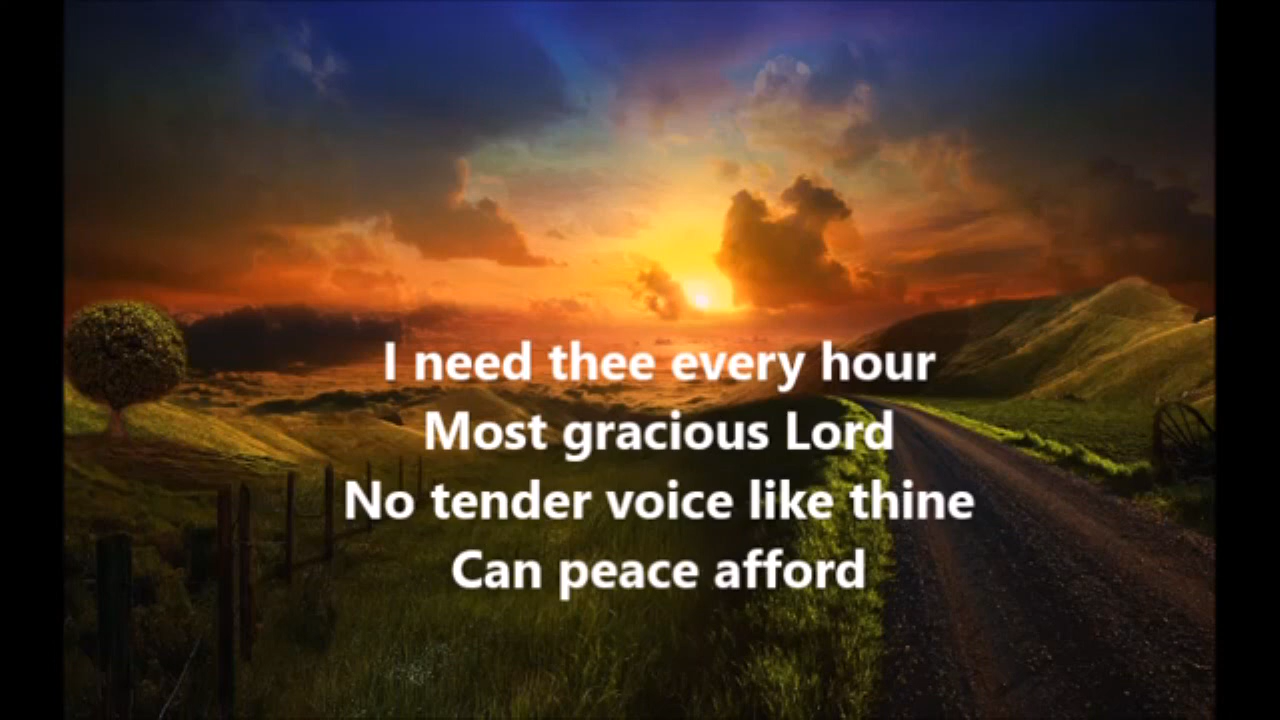 I need thee every hour
Most gracious Lord
No tender voice like thine
Can peace afford